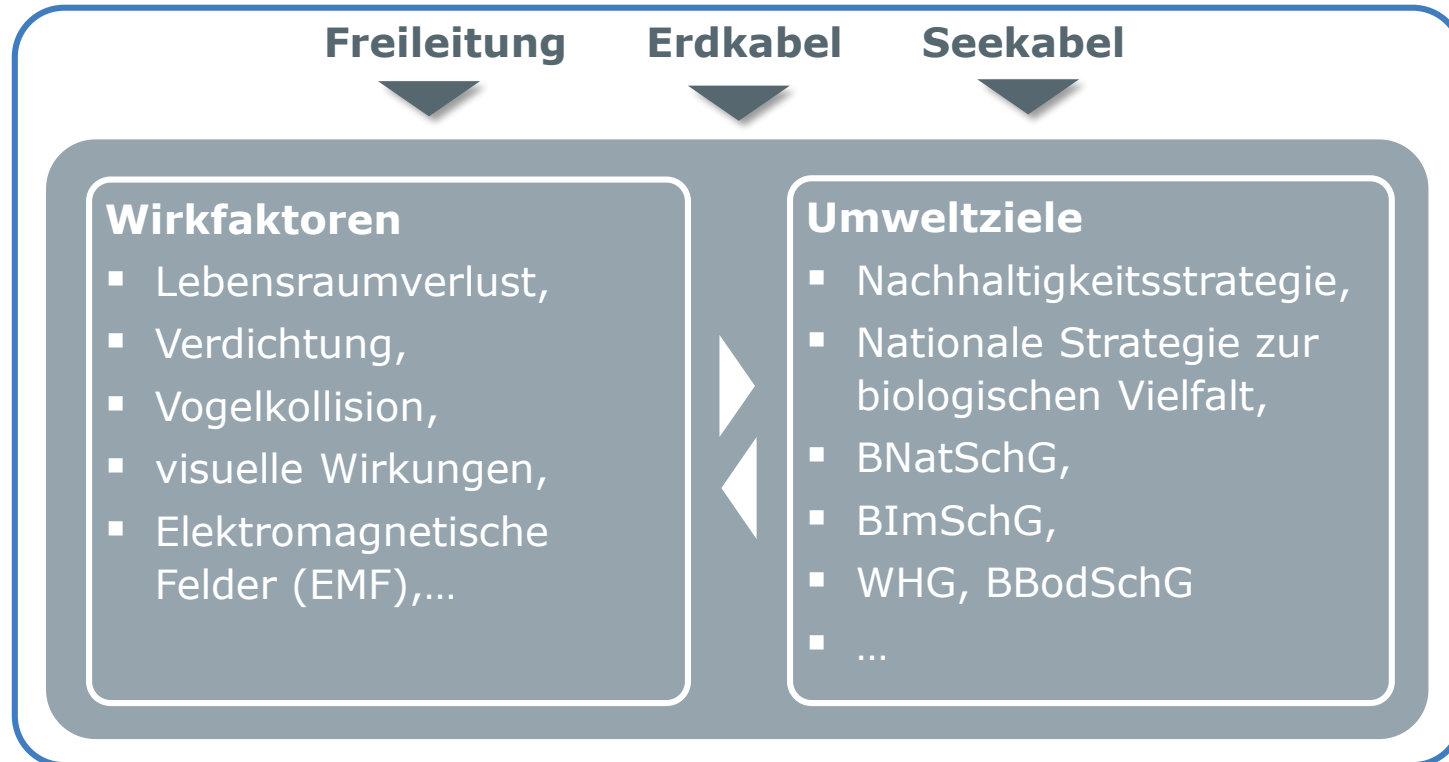 Freileitung Erdkabel Seekabel
Wirkfaktoren
▪ Lebensraumverlust,
▪ Verdichtung,
▪ Vogelkollision,
▪ visuelle Wirkungen,
▪ Elektromagnetische
Felder (EMF),…
Umweltziele
▪ Nachhaltigkeitsstrategie,
▪ Nationale Strategie zur
biologischen Vielfalt,
▪ BNatSchG,
▪ BImSchG,
▪ WHG, BBodSchG
▪ …